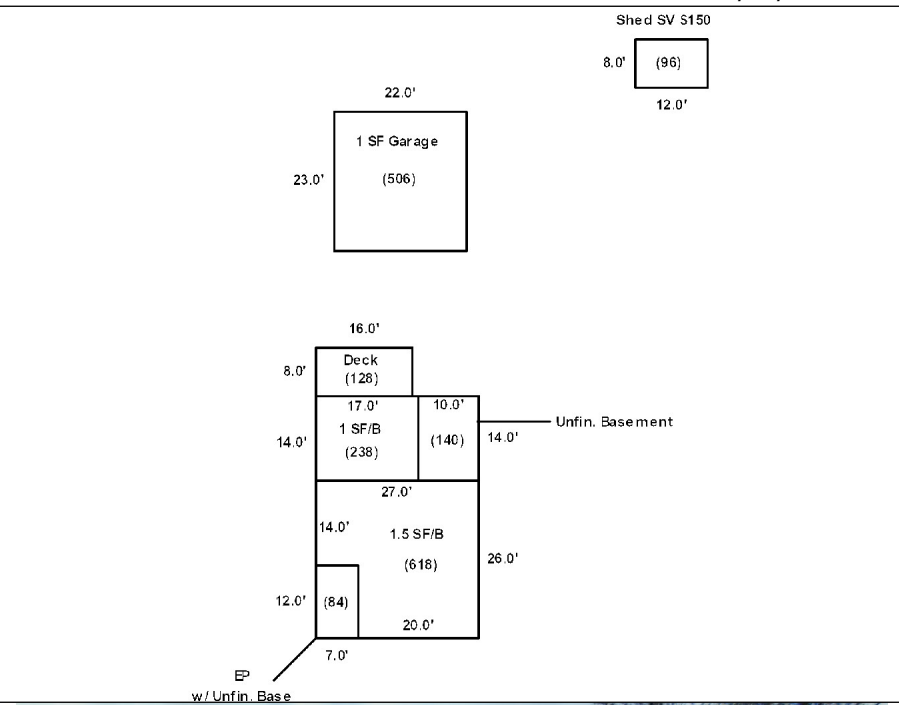 Shed SV $150
8.0'
(96)
12.0'
22.0'
1 SF Garage
23.0'
(506)
16.0'
8.0'
Deck
(128)
17.0'
10.0'
1 SF/B
Unfin. Basement
14.0'
(238)
(140)
14.0'
27.0'
14.0'
1.5 SF/B
(618)
26.0'
12.0'
(84)
20.0'
7.0'
EP
w/ Unfin. Base